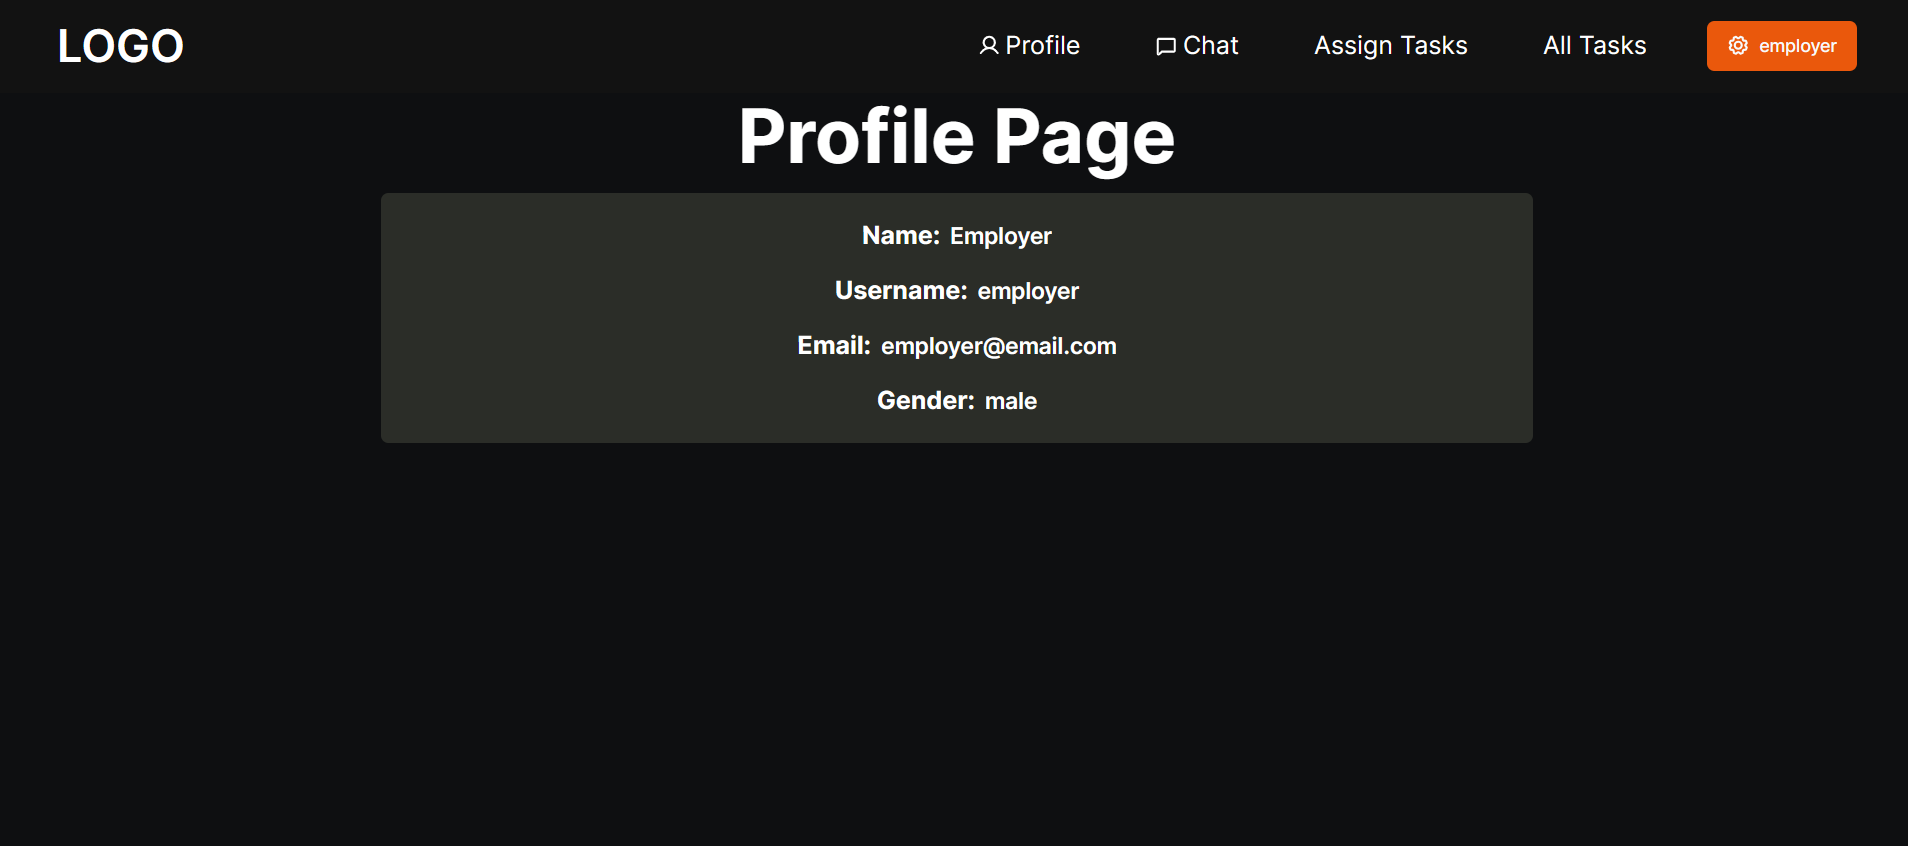 LOGO Profile Chat Assign Tasks All Tasks employer
Profile Page
Name: Employer
Username: employer
Email: employer@email.com
Gender: male